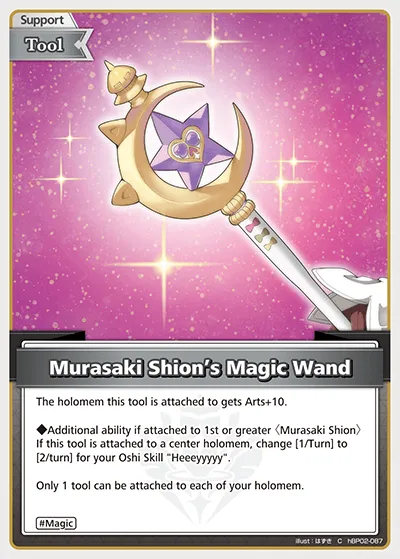 Support
Tool
Murasaki Shion's Magic Wand
The holomem this tool is attached to gets Arts+10.
◆Additional ability if attached to 1st or greater 〈Murasaki Shion〉
If this tool is attached to a center holomem, change [1/Turn] to
[2/turn] for your Oshi Skill "Heeeyyyyy".
Only 1 tool can be attached to each of your holomem.
#Magic
illust：はずき C hBP02-087